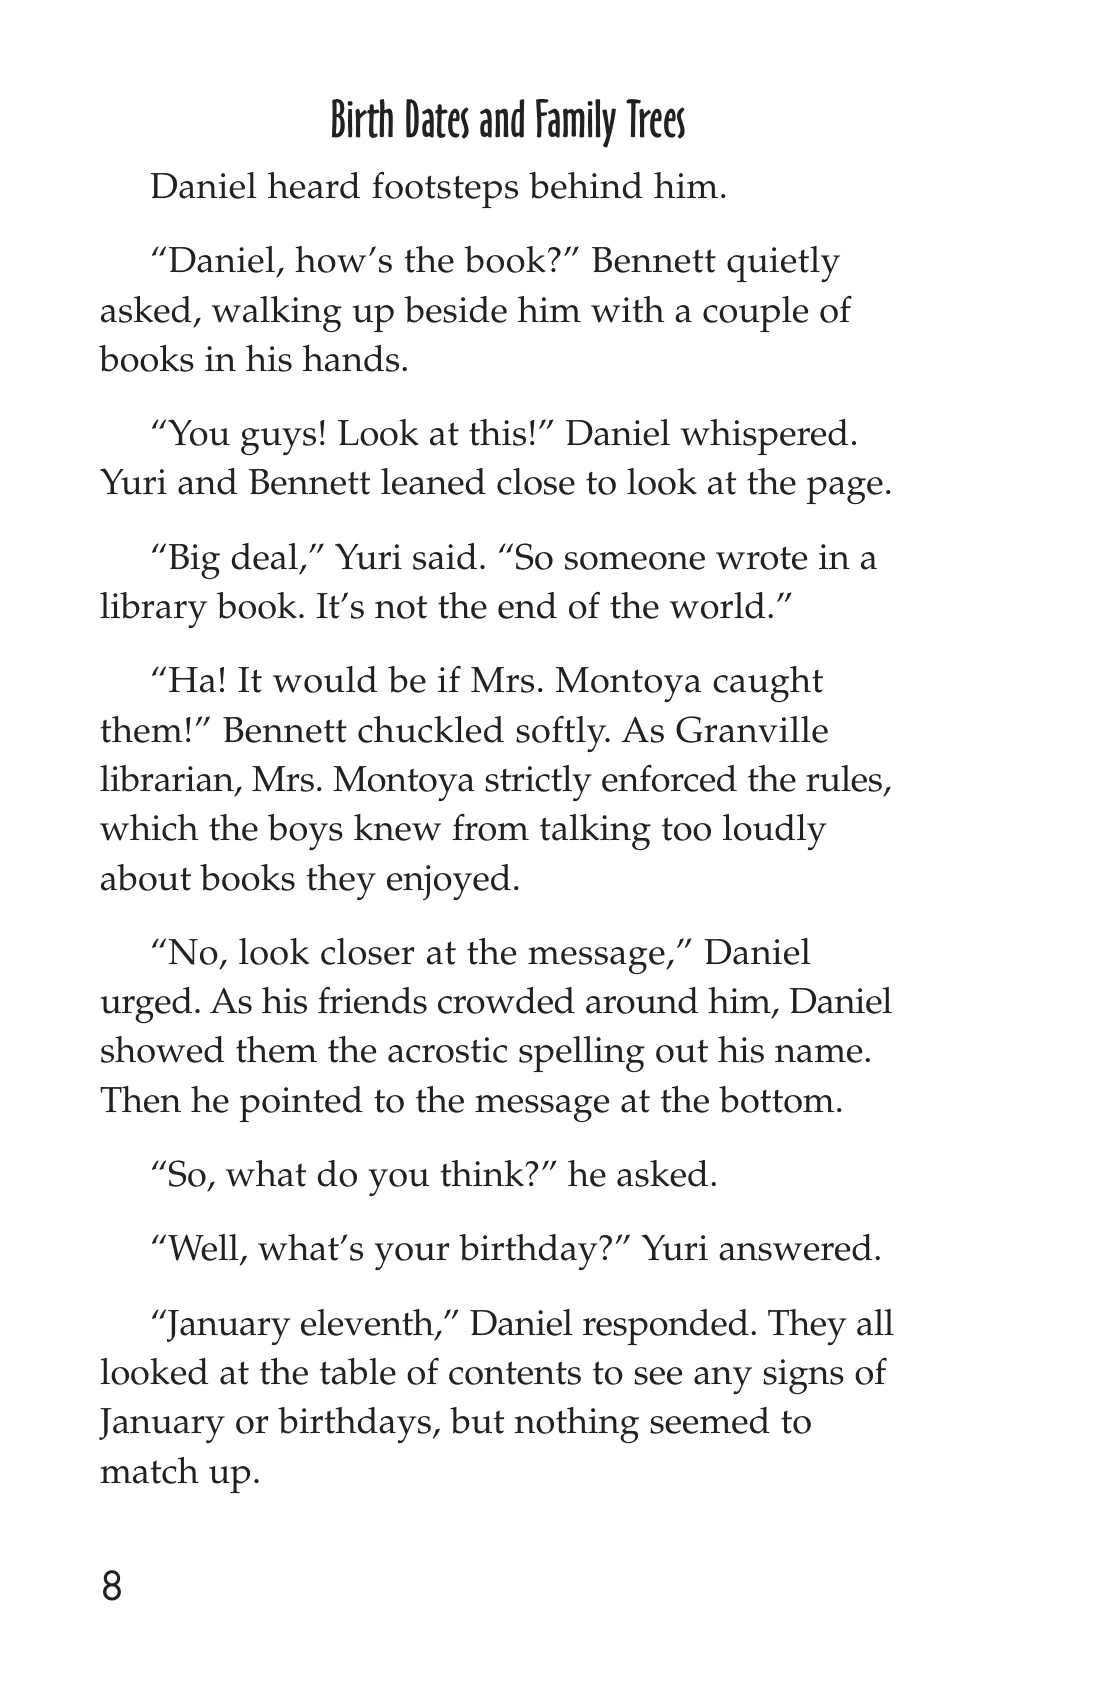 Birth Dates and Family Trees
Daniel heard footsteps behind him.
“Daniel, how’s the book?” Bennett quietly
asked, walking up beside him with a couple of
books in his hands.
“You guys! Look at this!” Daniel whispered.
Yuri and Bennett leaned close to look at the page.
“Big deal,” Yuri said. “So someone wrote in a
library book. It’s not the end of the world.”
“Ha! It would be if Mrs. Montoya caught
them!” Bennett chuckled softly. As Granville
librarian, Mrs. Montoya strictly enforced the rules,
which the boys knew from talking too loudly
about books they enjoyed.
“No, look closer at the message,” Daniel
urged. As his friends crowded around him, Daniel
showed them the acrostic spelling out his name.
Then he pointed to the message at the bottom.
“So, what do you think?” he asked.
“Well, what’s your birthday?” Yuri answered.
“January eleventh,” Daniel responded. They all
looked at the table of contents to see any signs of
January or birthdays, but nothing seemed to
match up.
8